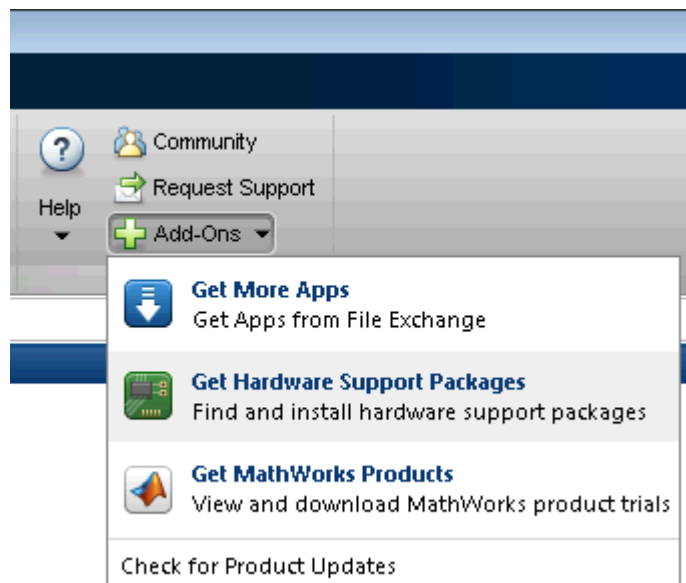 ?
Community
Request Support
Help
Add-Ons
Get More Apps
Get Apps from File Exchange
Get Hardware Support Packages
Find and install hardware support packages
Get MathWorks Products
View and download MathWorks product trials
Check for Product Updates